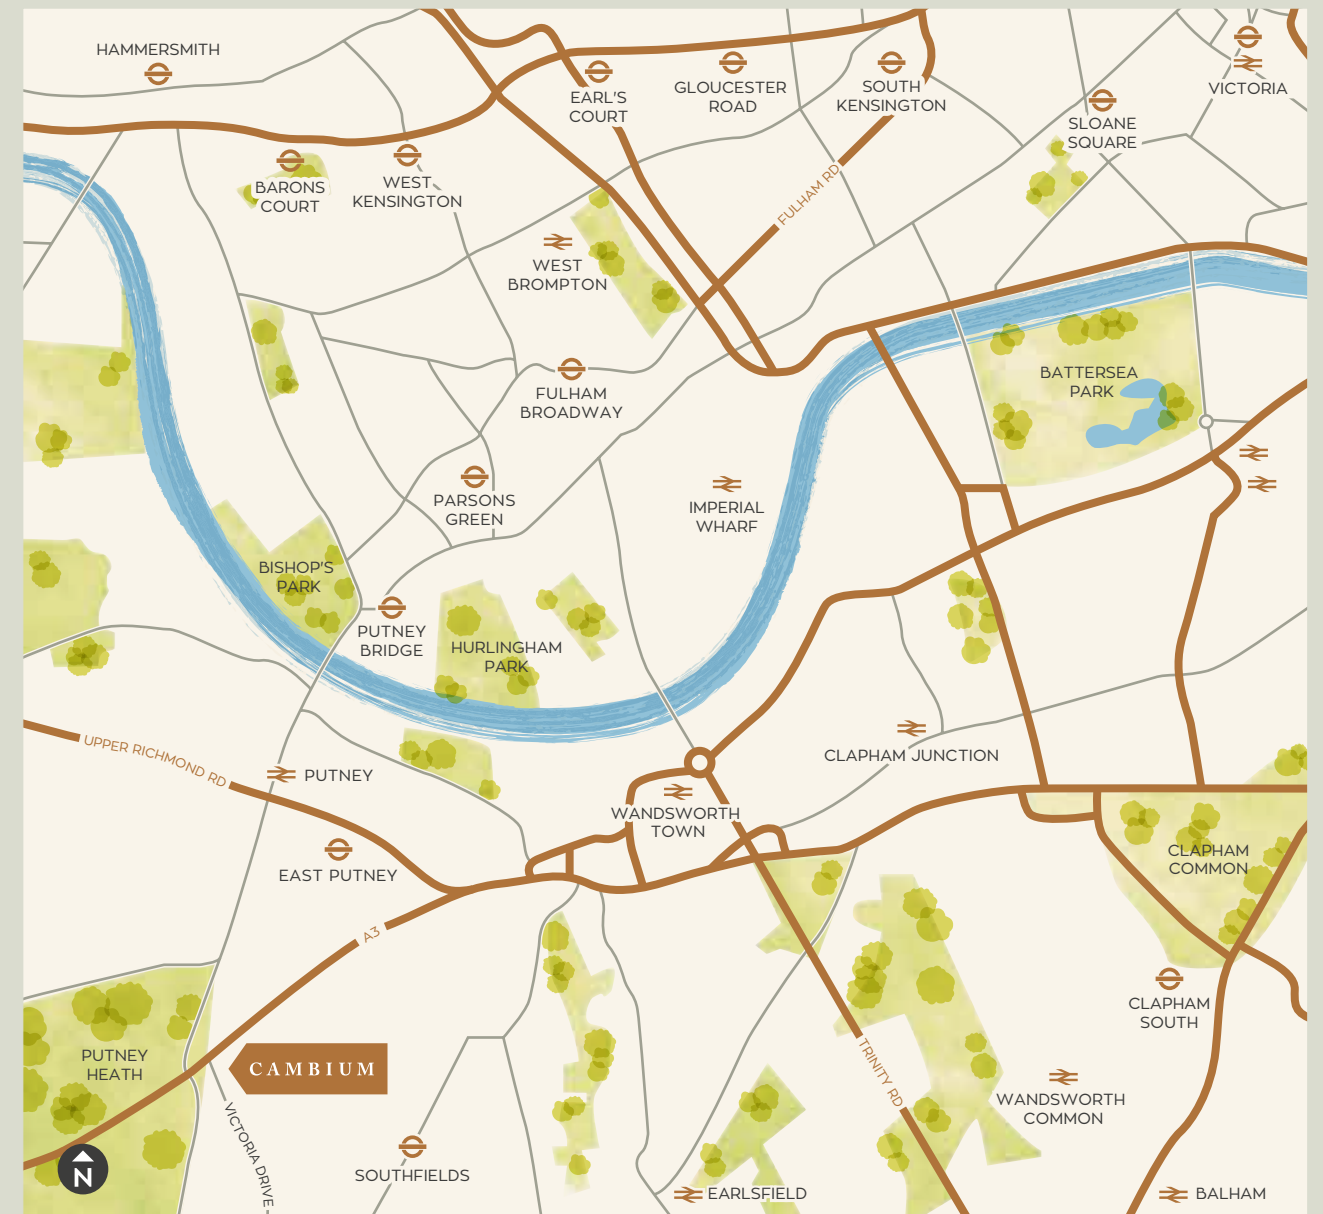 HAMMERSMITH
EARL'S
COURT
GLOUCESTER
ROAD
SOUTH
KENSINGTON
VICTORIA
SLOANE
SQUARE
BARONS
COURT
WEST
KENSINGTON
FULHAM RD
WEST
BROMPTON
BATTERSEA
PARK
FULHAM
BROADWAY
PARSONS
GREEN
IMPERIAL
WHARF
BISHOP'S
PARK
PUTNEY
BRIDGE
HURLINGHAM
PARK
UPPER RICHMOND RD
PUTNEY
CLAPHAM JUNCTION
WANDSWORTH
TOWN
EAST PUTNEY
CLAPHAM
COMMON
A3
CLAPHAM
SOUTH
PUTNEY
HEATH
CAMBIUM
TRINITY RD
WANDSWORTH
COMMON
VICTORIA DRIVE
N
SOUTHFIELDS
EARLSFIELD
BALHAM